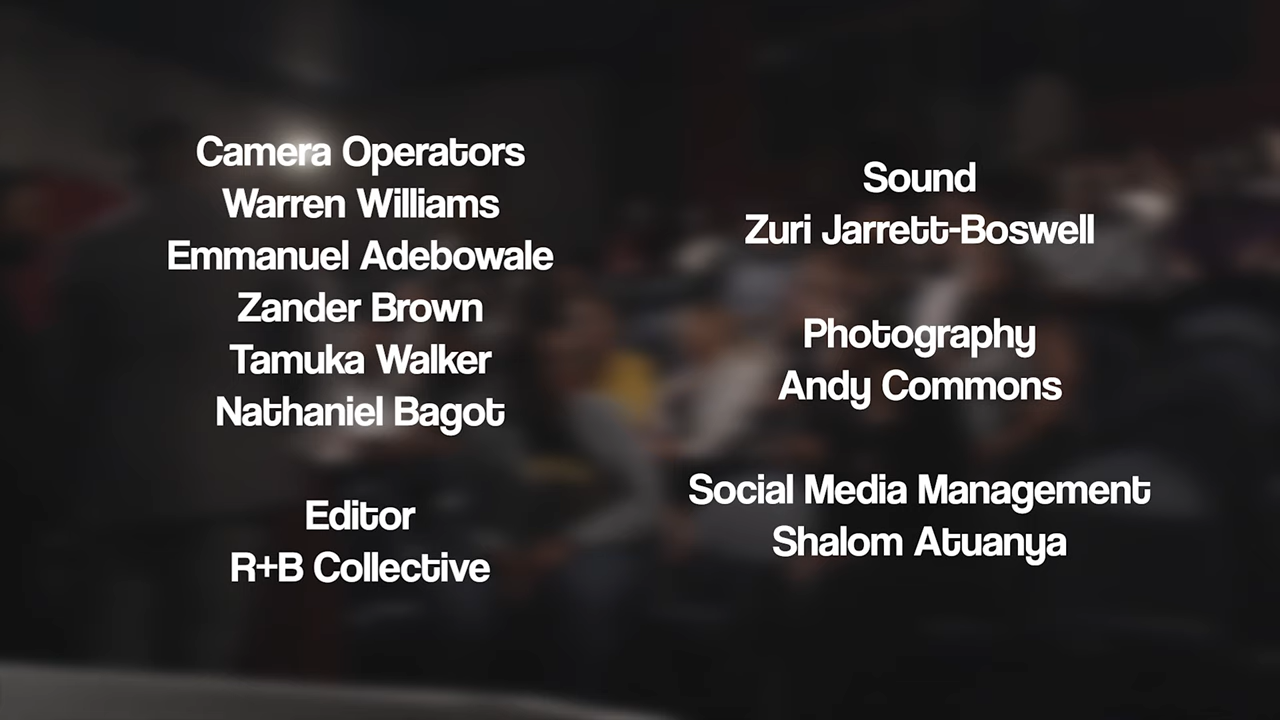 Camera Operators
Warren Williams
Emmanuel Adebowale
Zander Brown
Tamuka Walker
Nathaniel Bagot
Editor
R+B Collective
Sound
Zuri Jarrett-Boswell
Photography
Andy Commons
Social Media Management
Shalom Atuanya